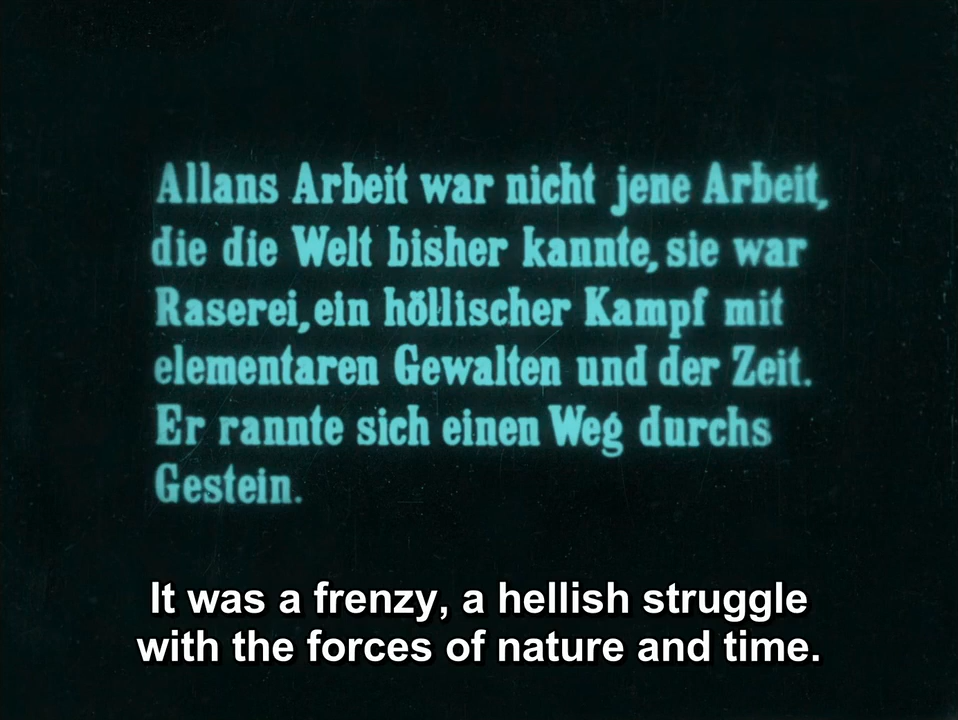 Allans Arbeit war nicht jene Arbeit,
die die Welt bisher kannte, sie war
Raserei, ein höllischer Kampf mit
elementaren Gewalten und der Zeit.
Er rannte sich einen Weg durchs
Gestein.
It was a frenzy, a hellish struggle
with the forces of nature and time.